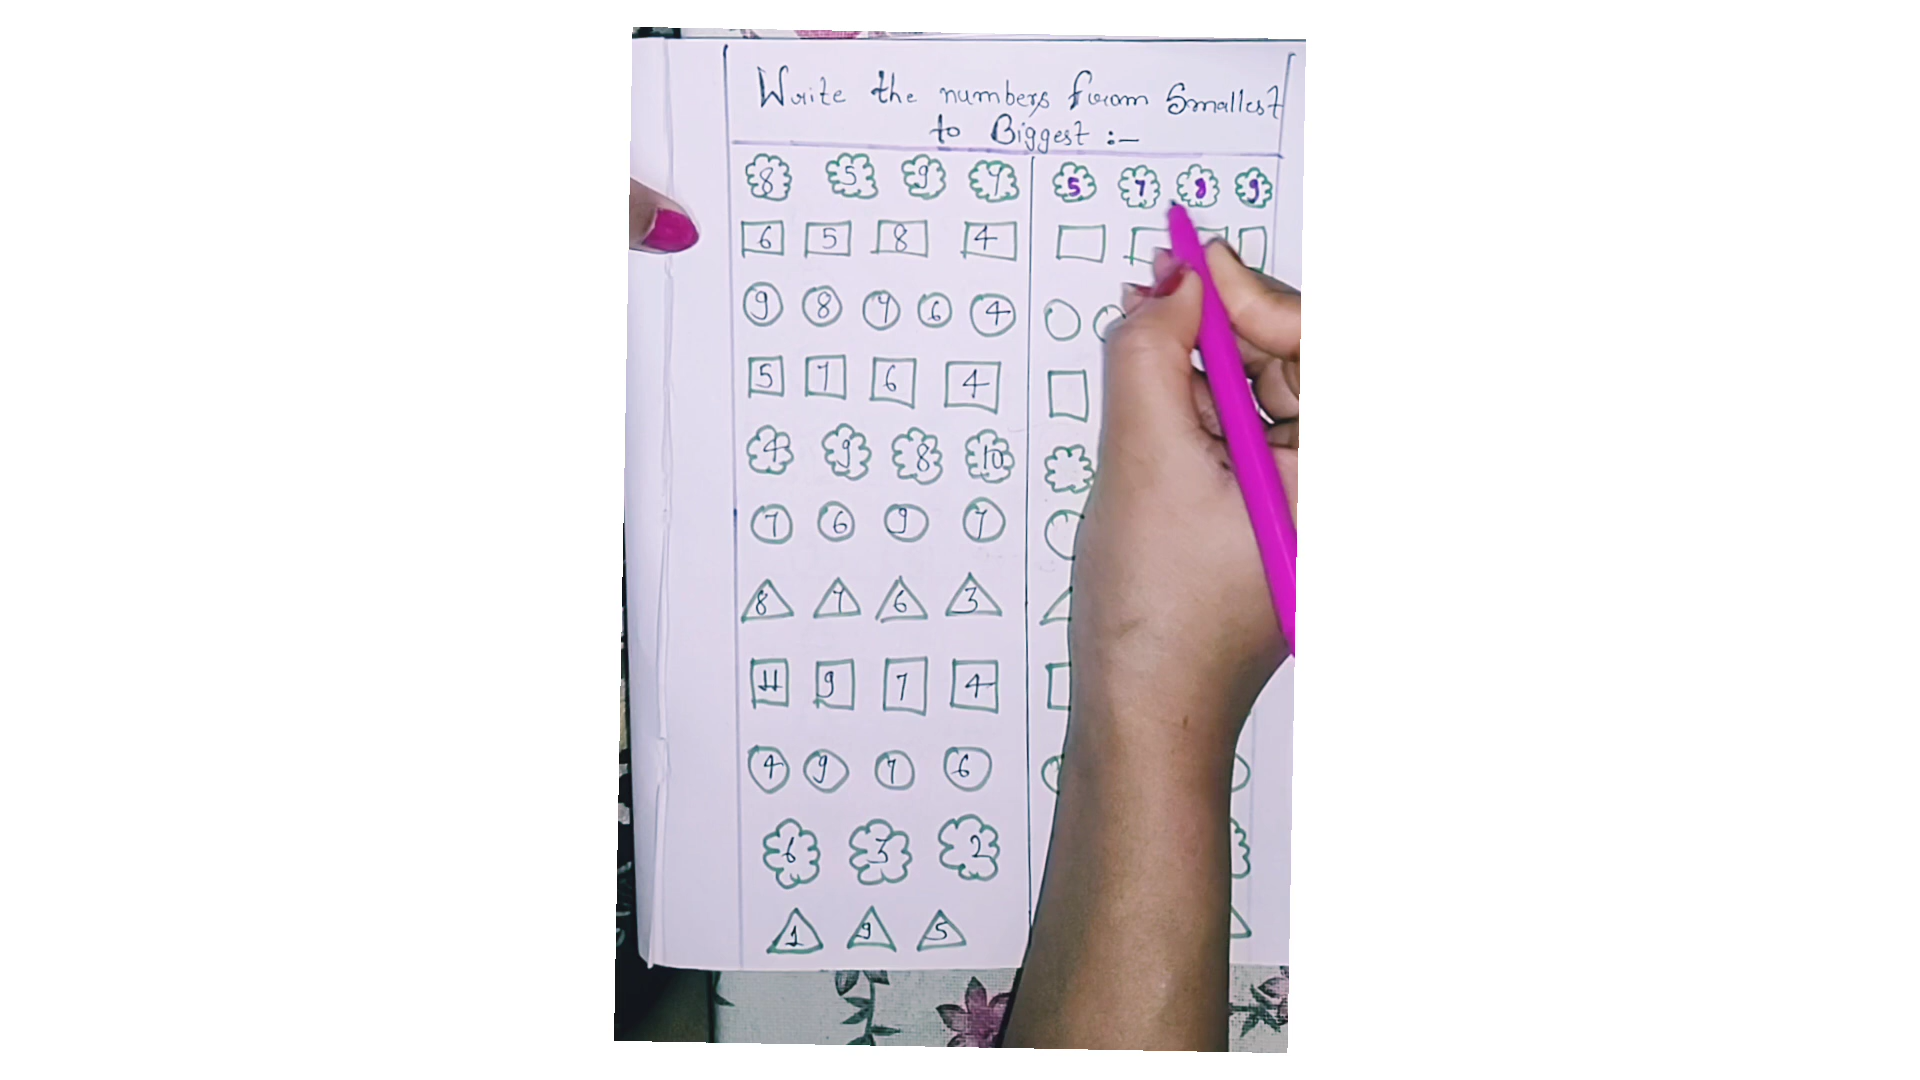 Write the numbers from Smallest
to Biggest :-
8 5 9 7 5 7 8 9
6 5 8 4
9 8 7 6 4
5 7 6 4
4 9 8 10
7 6 9 7
8 7 6 3
9 7 4
4 9 7 6
6 3 2
1 9 5